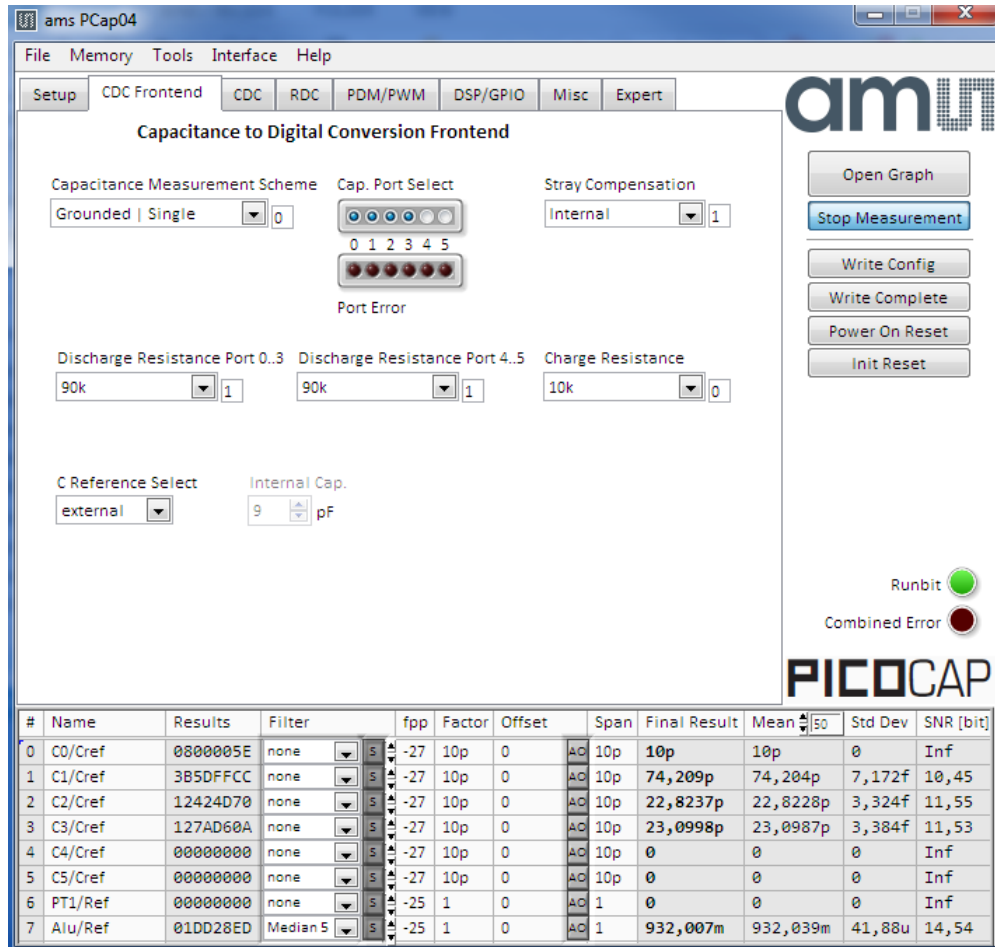 ams PCap04
File Memory Tools Interface Help
Setup CDC Frontend CDC RDC PDM/PWM DSP/GPIO Misc Expert
amu
Capacitance to Digital Conversion Frontend
Open Graph
Stop Measurement
Write Config
Write Complete
Power On Reset
Init Reset
Capacitance Measurement Scheme Cap. Port Select Stray Compensation
Grounded | Single 0 Internal 1
0 1 2 3 4 5
Port Error
Discharge Resistance Port 0..3 Discharge Resistance Port 4..5 Charge Resistance
90k 1 90k 1 10k 0
C Reference Select Internal Cap.
external 9 pF
Runbit
Combined Error
PICOCAP
# Name Results Filter fpp Factor Offset Span Final Result Mean 50 Std Dev SNR [bit]
0 C0/Cref 0800005E none S -27 10p 0 AO 10p 10p 10p 0 Inf
1 C1/Cref 3B5DFFCC none S -27 10p 0 AO 10p 74,209p 74,204p 7,172f 10,45
2 C2/Cref 12424D70 none S -27 10p 0 AO 10p 22,8237p 22,8228p 3,324f 11,55
3 C3/Cref 127AD60A none S -27 10p 0 AO 10p 23,0998p 23,0987p 3,384f 11,53
4 C4/Cref 00000000 none S -27 10p 0 AO 10p 0 0 0 Inf
5 C5/Cref 00000000 none S -27 10p 0 AO 10p 0 0 0 Inf
6 PT1/Ref 00000000 none S -25 1 0 AO 1 0 0 0 Inf
7 Alu/Ref 01DD28ED Median 5 S -25 1 0 AO 1 932,007m 932,039m 41,88u 14,54